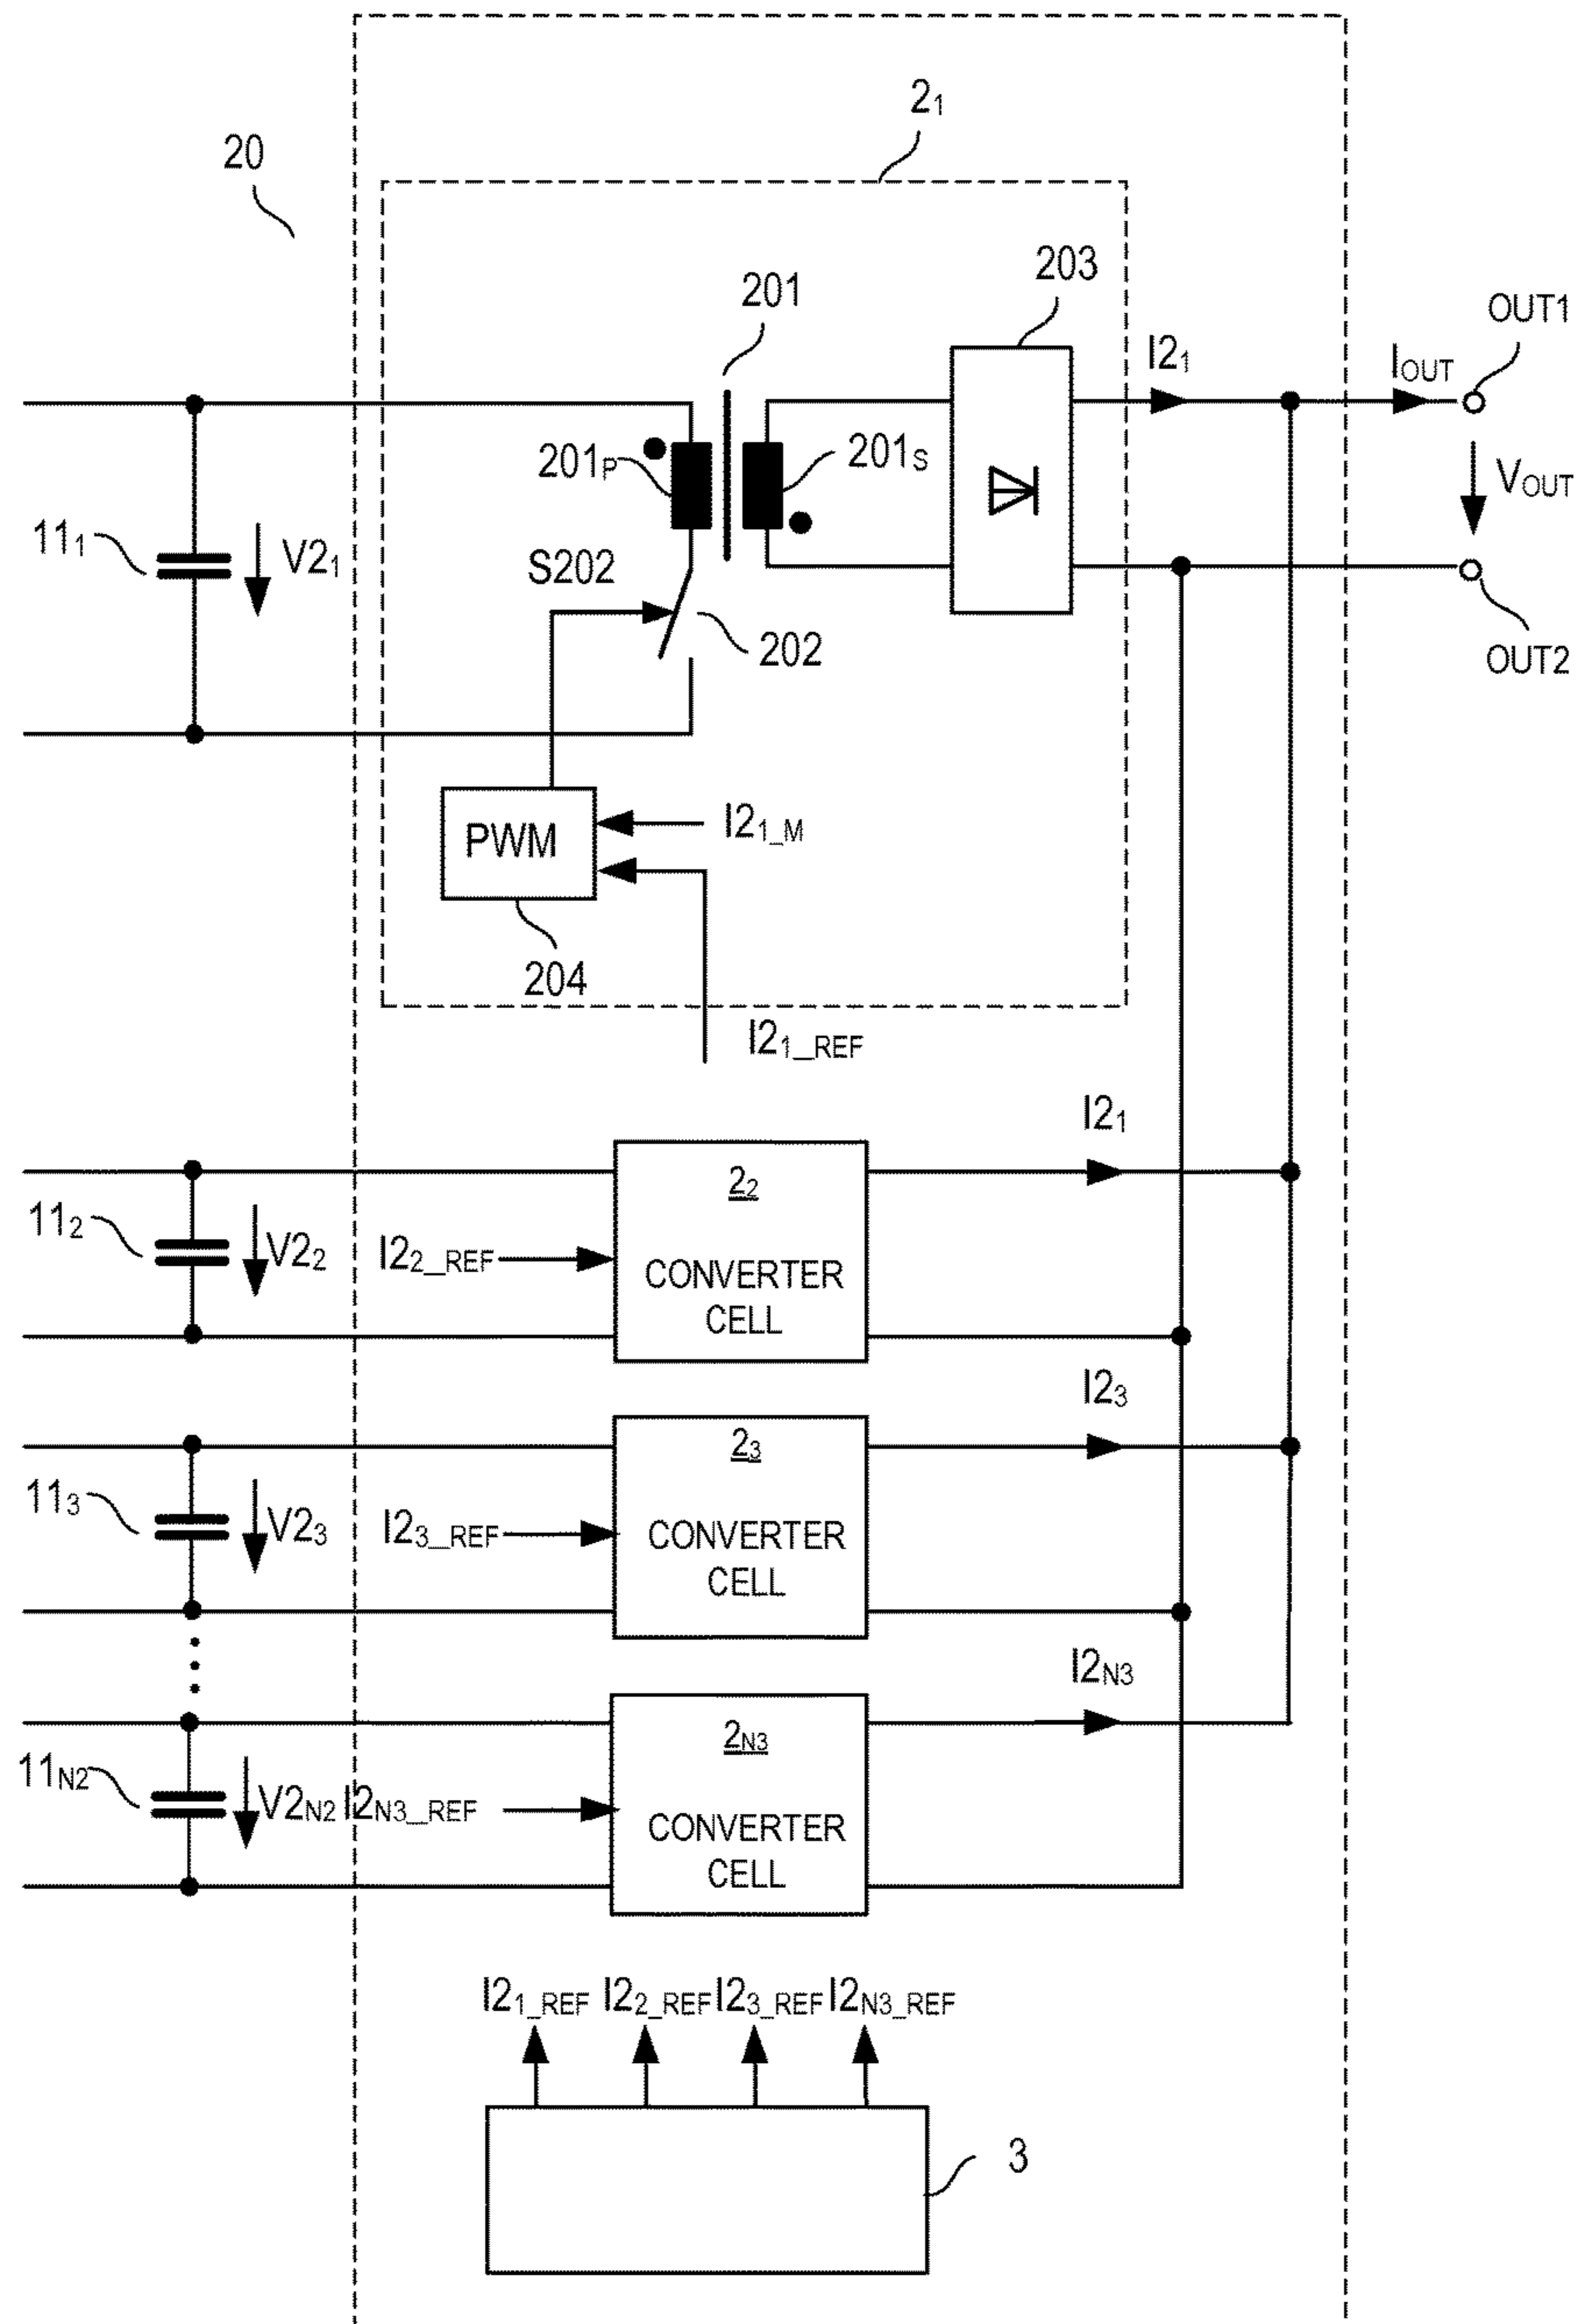 2₁
20
203
201
OUT1
I2₁
I_OUT
201_P
201_S
V_OUT
11₁
V2₁
S202
202
OUT2
PWM
I2₁_M
204
I2₁_REF
I2₁
2₂
11₂
V2₂
I2₂_REF
CONVERTER
CELL
I2₃
2₃
11₃
V2₃
I2₃_REF
CONVERTER
CELL
I2_N3
2_N3
11_N2
V2_N2 I2_N3_REF
CONVERTER
CELL
I2₁_REF I2₂_REF I2₃_REF I2_N3_REF
3